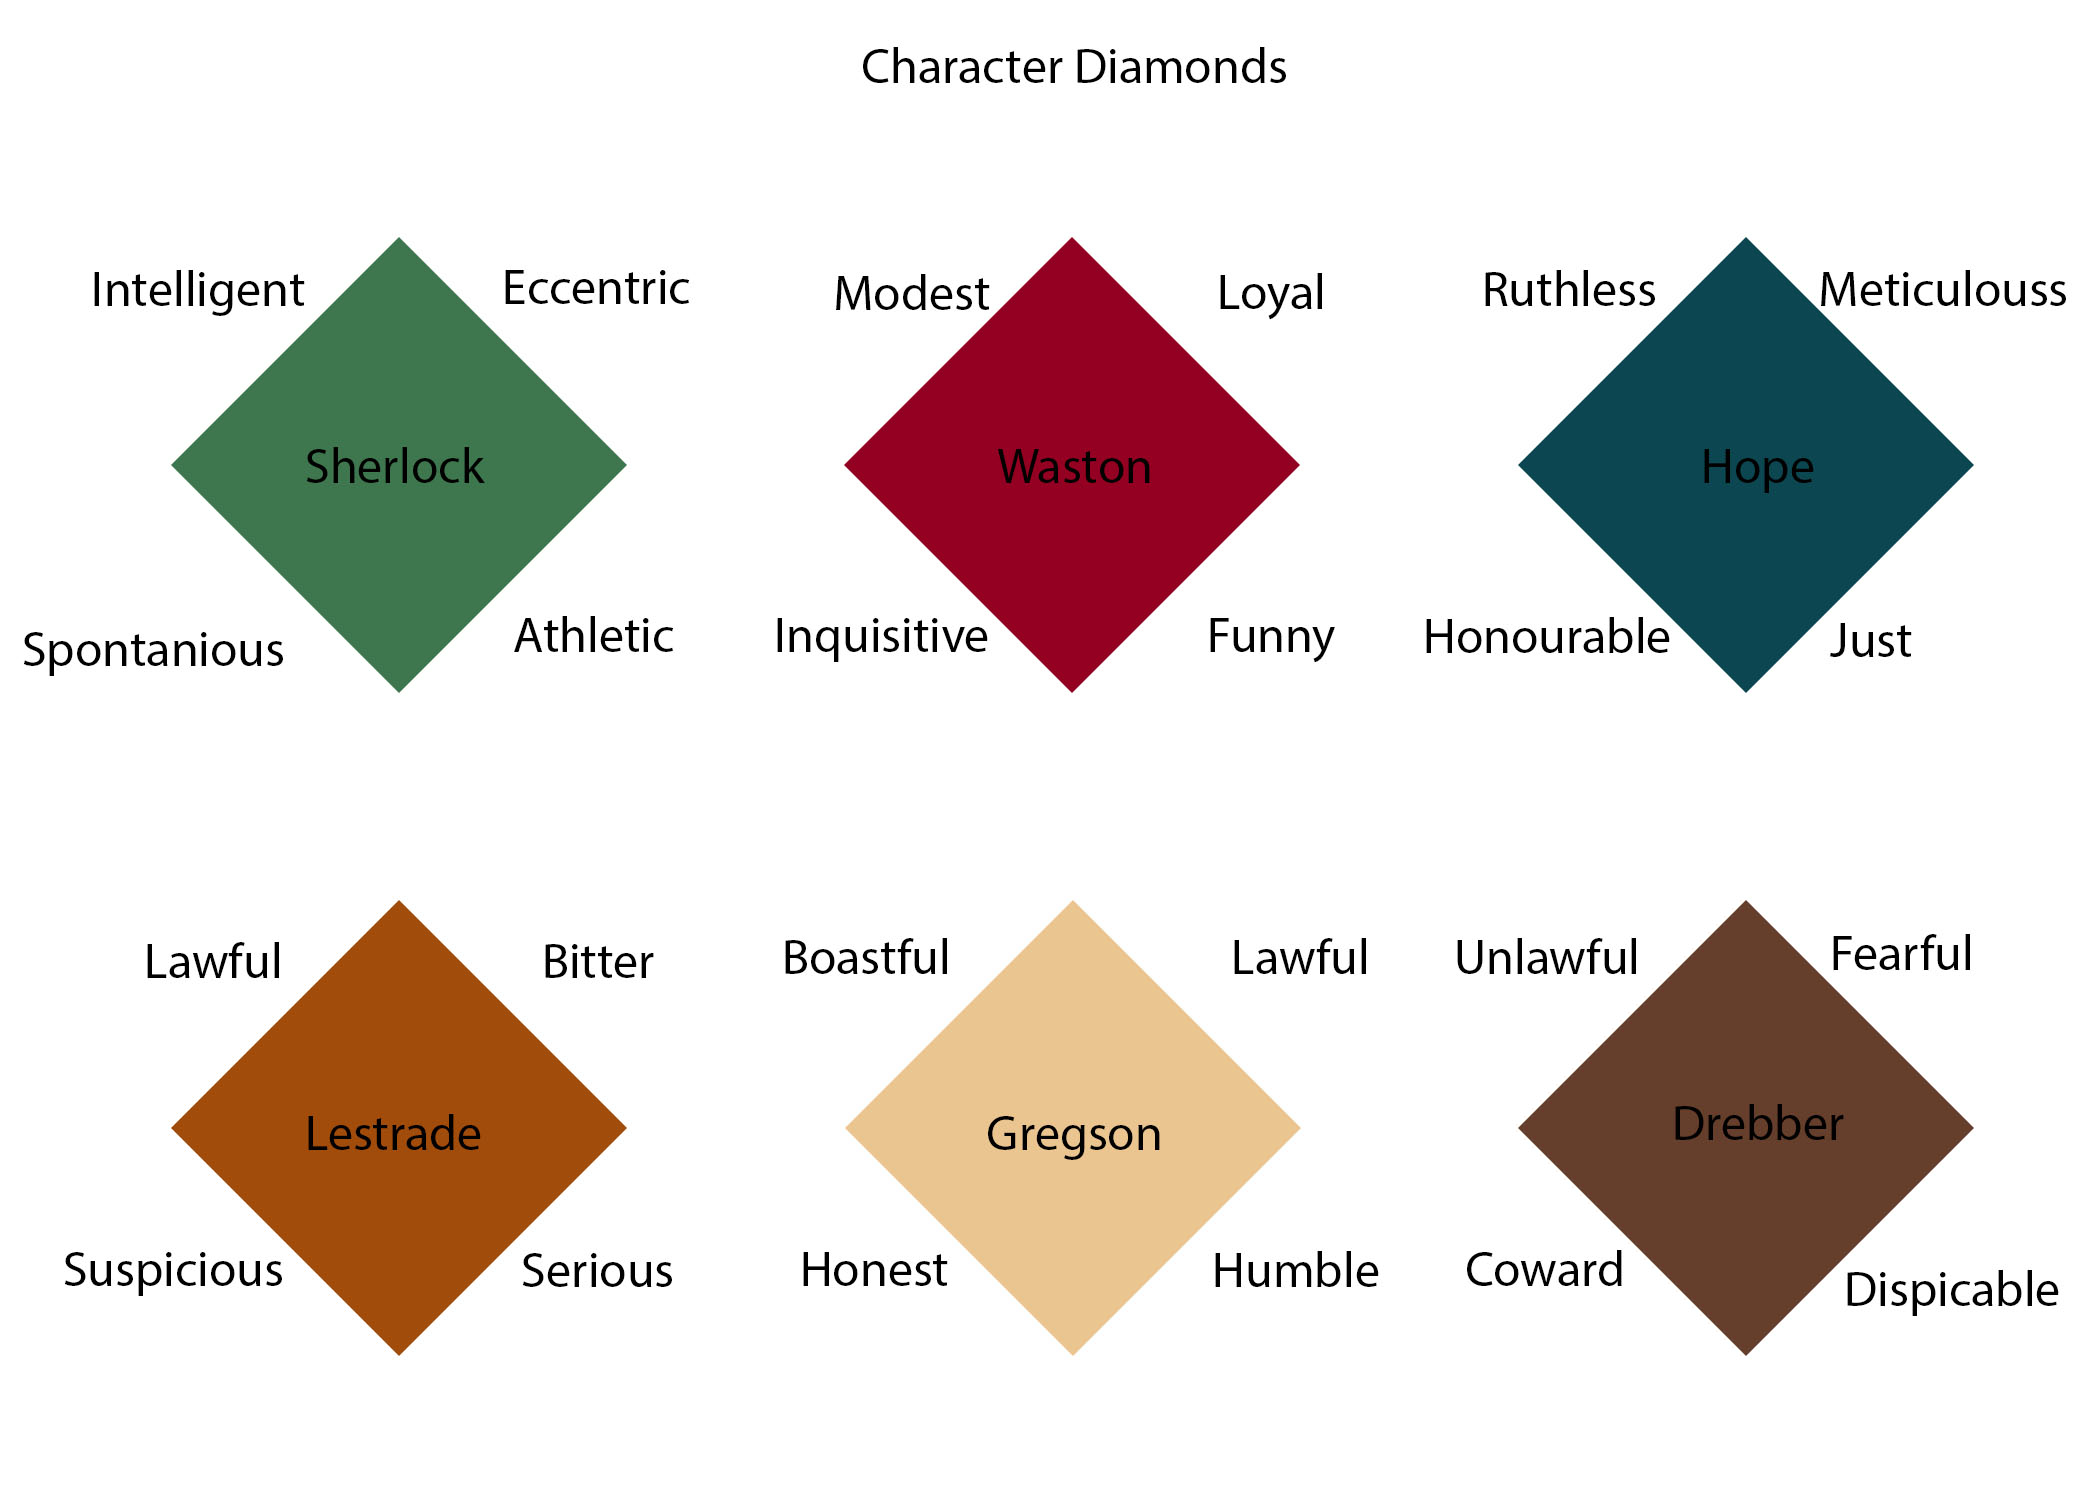 Character Diamonds
Intelligent
Eccentric
Sherlock
Spontanious
Athletic
Modest
Loyal
Waston
Inquisitive
Funny
Ruthless
Meticulouss
Hope
Honourable
Just
Lawful
Bitter
Lestrade
Suspicious
Serious
Boastful
Lawful
Gregson
Honest
Humble
Unlawful
Fearful
Drebber
Coward
Dispicable